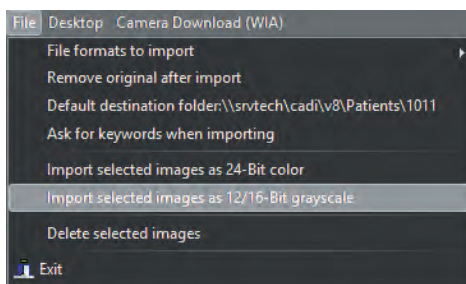 File Desktop Camera Download (WIA)
File formats to import
Remove original after import
Default destination folder:\\srvtech\cadi\v8\Patients\1011
Ask for keywords when importing
Import selected images as 24-Bit color
Import selected images as 12/16-Bit grayscale
Delete selected images
Exit